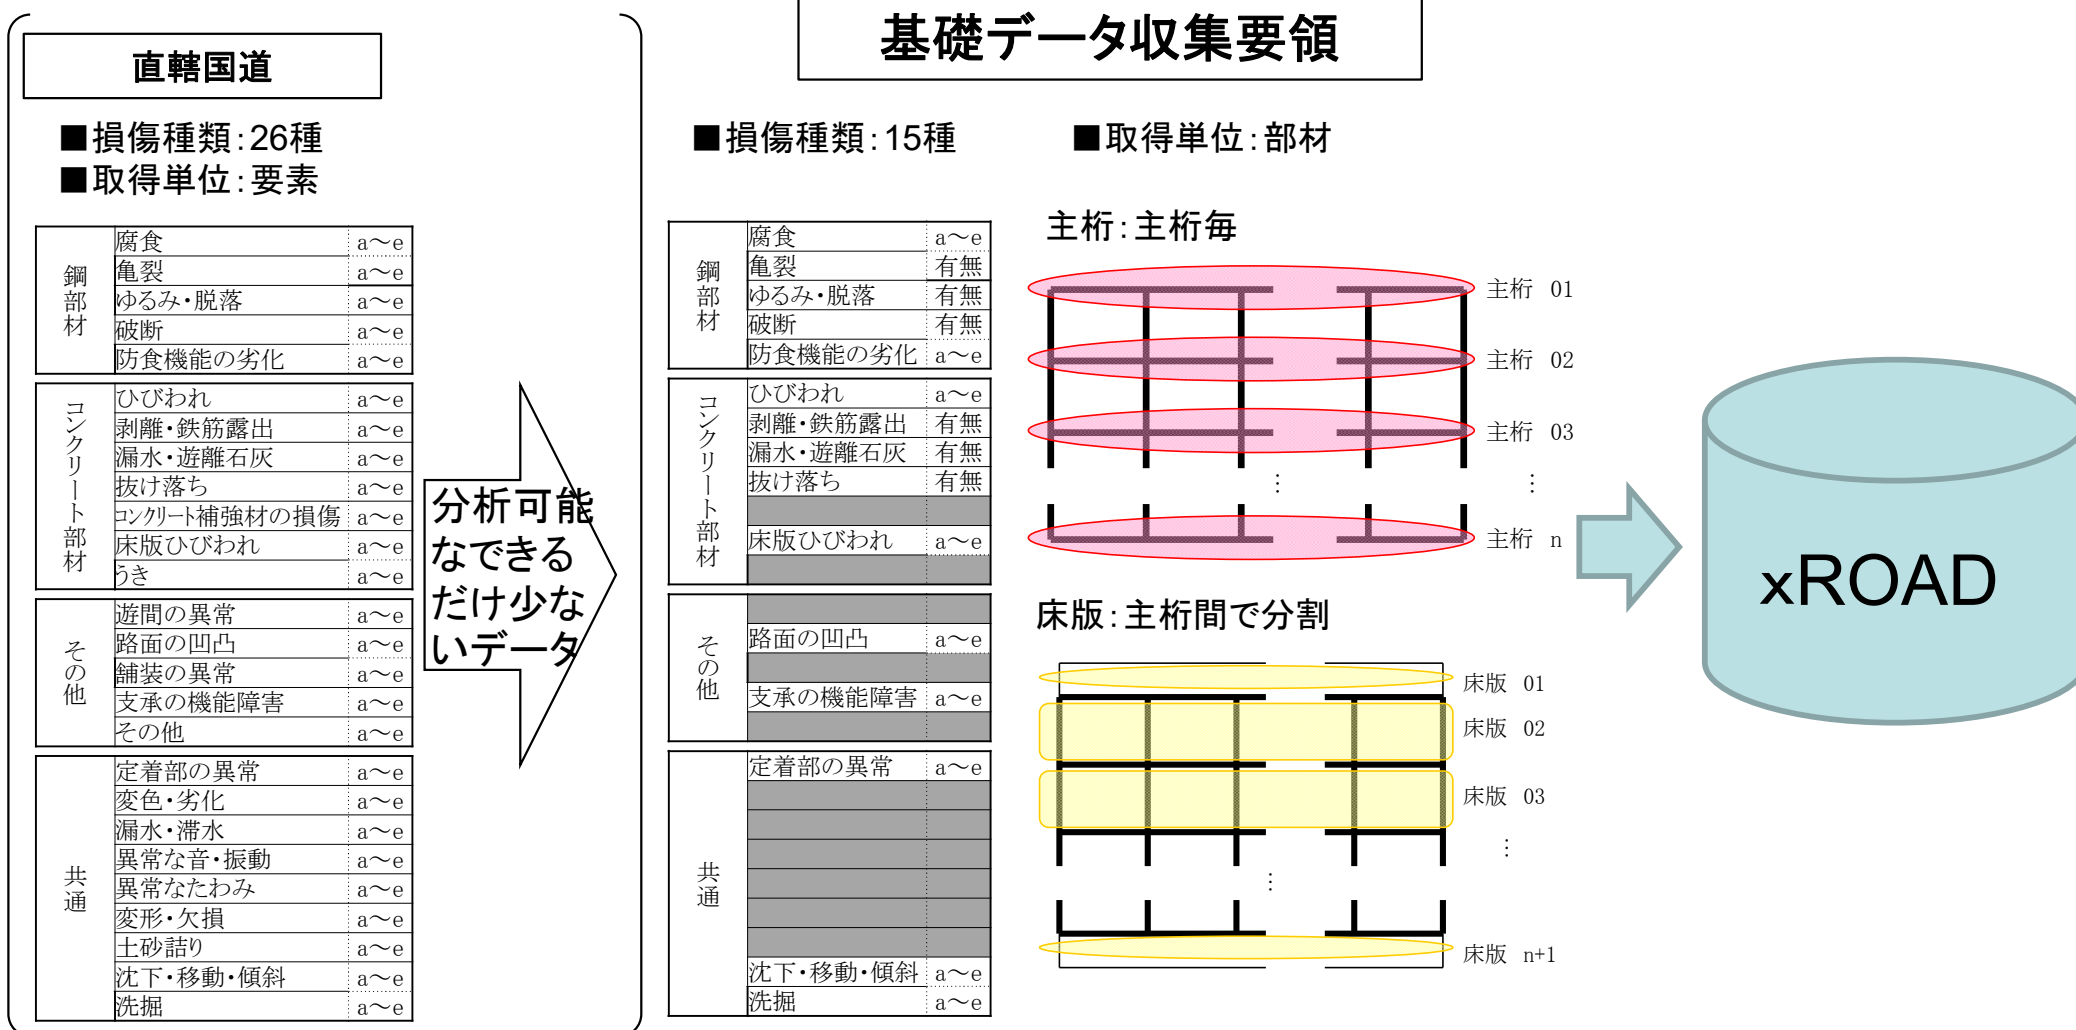 直轄国道
■損傷種類：26種
■取得単位：要素
鋼部材
腐食 a～e
亀裂 a～e
ゆるみ・脱落 a～e
破断 a～e
防食機能の劣化 a～e
コンクリート部材
ひびわれ a～e
剥離・鉄筋露出 a～e
漏水・遊離石灰 a～e
抜け落ち a～e
コンクリート補強材の損傷 a～e
床版ひびわれ a～e
うき a～e
その他
遊間の異常 a～e
路面の凹凸 a～e
舗装の異常 a～e
支承の機能障害 a～e
その他 a～e
共通
定着部の異常 a～e
変色・劣化 a～e
漏水・滞水 a～e
異常な音・振動 a～e
異常なたわみ a～e
変形・欠損 a～e
土砂詰り a～e
沈下・移動・傾斜 a～e
洗掘 a～e
分析可能
なできる
だけ少な
いデータ
基礎データ収集要領
■損傷種類：15種
■取得単位：部材
鋼部材
腐食 a～e
亀裂 有無
ゆるみ・脱落 有無
破断 有無
防食機能の劣化 a～e
コンクリート部材
ひびわれ a～e
剥離・鉄筋露出 有無
漏水・遊離石灰 有無
抜け落ち 有無
床版ひびわれ a～e
その他
路面の凹凸 a～e
支承の機能障害 a～e
共通
定着部の異常 a～e
沈下・移動・傾斜 a～e
洗掘 a～e
主桁：主桁毎
主桁 01
主桁 02
主桁 03
⋮ ⋮
主桁 n
床版：主桁間で分割
床版 01
床版 02
床版 03
⋮
⋮
床版 n+1
xROAD